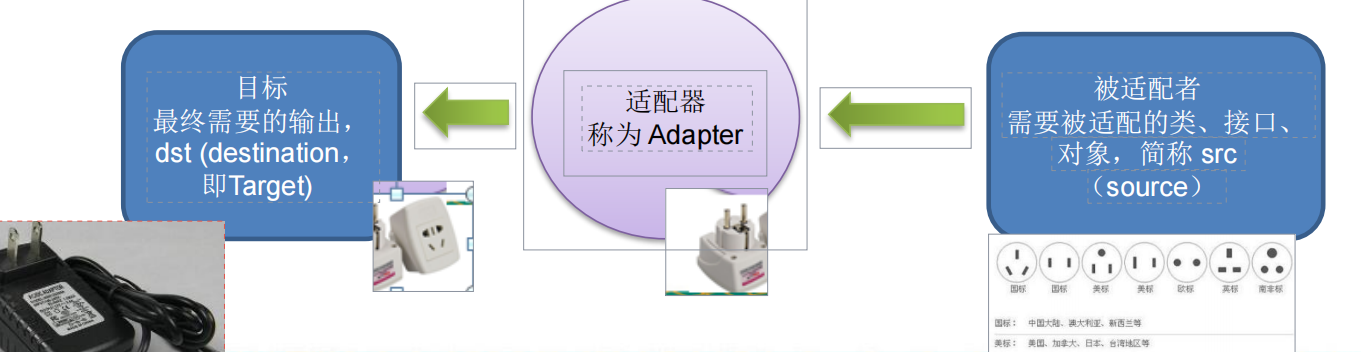 目标
最终需要的输出，
dst (destination，
即Target)
适配器
称为 Adapter
被适配者
需要被适配的类、接口、
对象，简称 src
（source）
国标 国标 美标 美标 欧标 英标 南非标
国标： 中国大陆、澳大利亚、新西兰等
美标： 美国、加拿大、日本、台湾地区等